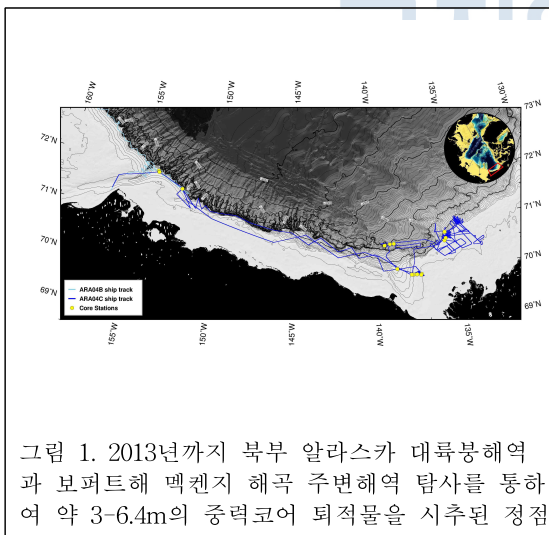 160°W
155°W
150°W
145°W
140°W
135°W
130°W
73°N
72°N
72°N
71°N
71°N
70°N
70°N
69°N
69°N
ARA04B ship track
ARA04C ship track
Core Stations
155°W
150°W
145°W
140°W
135°W
그림 1. 2013년까지 북부 알라스카 대륙붕해역
과 보퍼트해 맥켄지 해곡 주변해역 탐사를 통하
여 약 3-6.4m의 중력코어 퇴적물을 시추된 정점